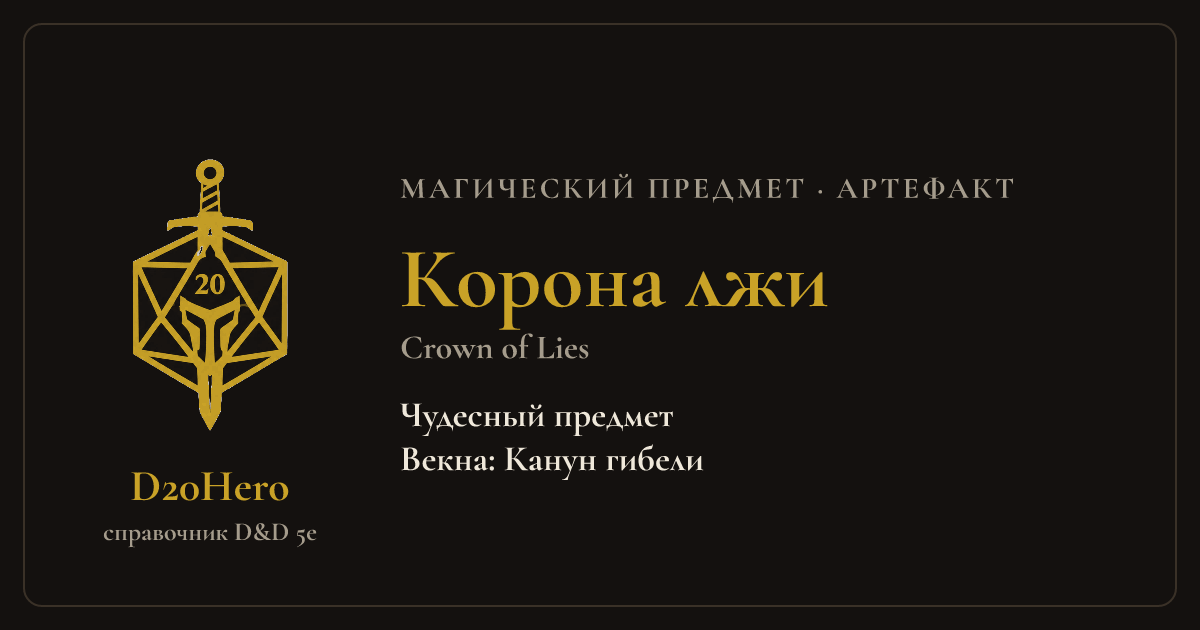 20
D20Hero
справочник D&D 5e
МАГИЧЕСКИЙ ПРЕДМЕТ · АРТЕФАКТ
Корона лжи
Crown of Lies
Чудесный предмет
Векна: Канун гибели